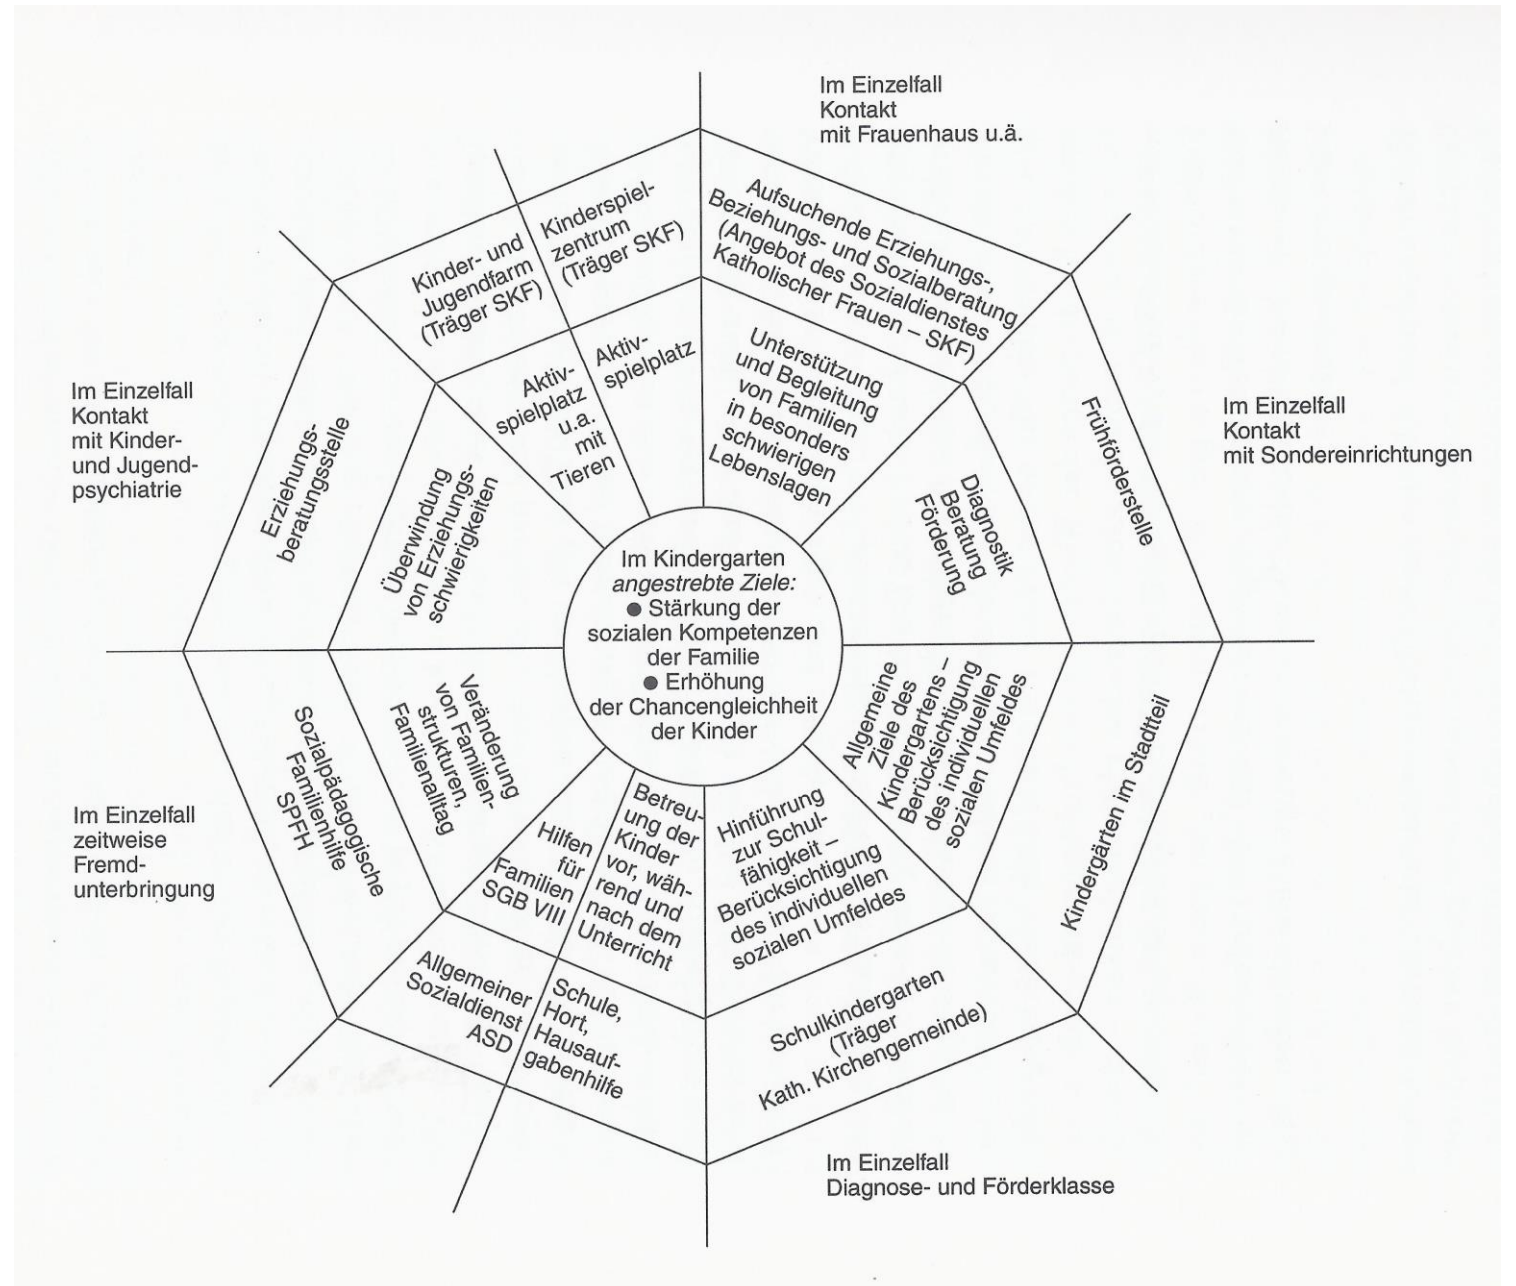 Im Einzelfall
Kontakt
mit Frauenhaus u.ä.
Aufsuchende Erziehungs-,
Beziehungs- und Sozialberatung
(Angebot des Sozialdienstes
Katholischer Frauen – SKF)
Unterstützung
und Begleitung
von Familien
in besonders
schwierigen
Lebenslagen
Im Einzelfall
Kontakt
mit Sondereinrichtungen
Frühförderstelle
Diagnostik
Beratung
Förderung
Kindergärten im Stadtteil
Allgemeine
Ziele des
Kindergartens –
Berücksichtigung
des individuellen
sozialen Umfeldes
Im Einzelfall
Diagnose- und Förderklasse
Schulkindergarten
(Träger
Kath. Kirchengemeinde)
Hinführung
zur Schul-
fähigkeit –
Berücksichtigung
des individuellen
sozialen Umfeldes
Schule,
Hort,
Hausauf-
gabenhilfe
Betreu-
ung der
Kinder
vor, wäh-
rend und
nach dem
Unterricht
Allgemeiner
Sozialdienst
ASD
Hilfen
für
Familien
SGB VIII
Im Einzelfall
zeitweise
Fremd-
unterbringung
Sozialpädagogische
Familienhilfe
SPFH
Veränderung
von Familien-
strukturen,
Familienalltag
Im Einzelfall
Kontakt
mit Kinder-
und Jugend-
psychiatrie
Erziehungs-
beratungsstelle
Überwindung
von Erziehungs-
schwierigkeiten
Kinder- und
Jugendfarm
(Träger SKF)
Aktiv-
spielplatz
u.a.
mit
Tieren
Kinderspiel-
zentrum
(Träger SKF)
Aktiv-
spielplatz
Im Kindergarten
angestrebte Ziele:
● Stärkung der
sozialen Kompetenzen
der Familie
● Erhöhung
der Chancengleichheit
der Kinder